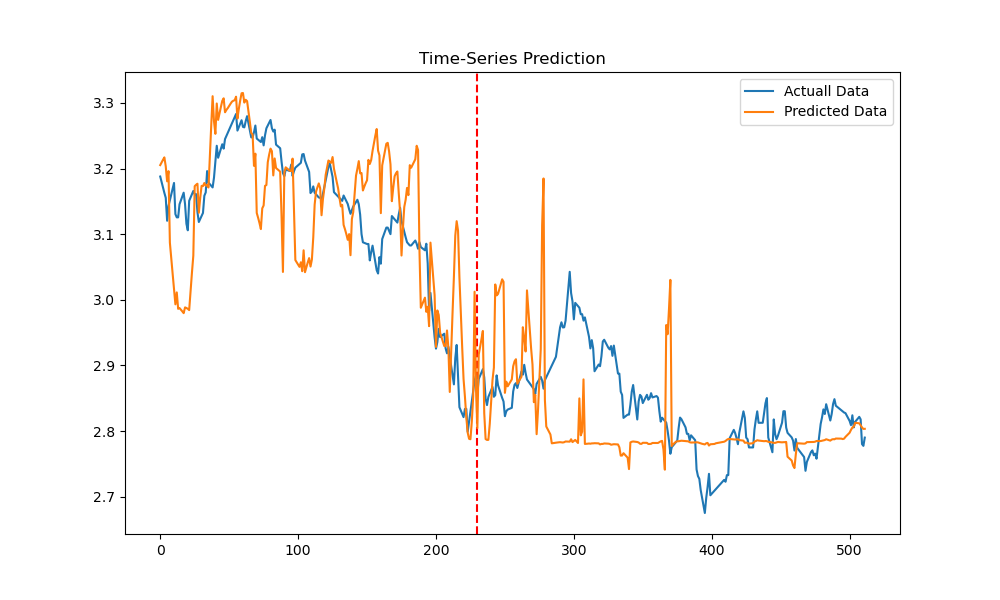 Time-Series Prediction
Actuall Data
Predicted Data
3.3
3.2
3.1
3.0
2.9
2.8
2.7
0 100 200 300 400 500